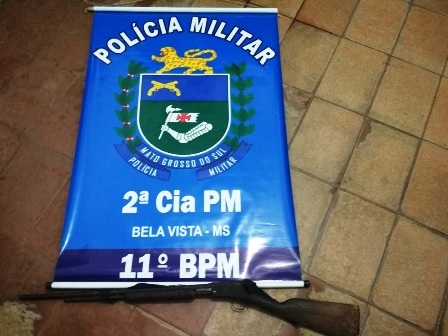 POLÍCIA MILITAR
MATO GROSSO DO SUL
POLÍCIA MILITAR
2ª Cia PM
BELA VISTA - MS
11º BPM